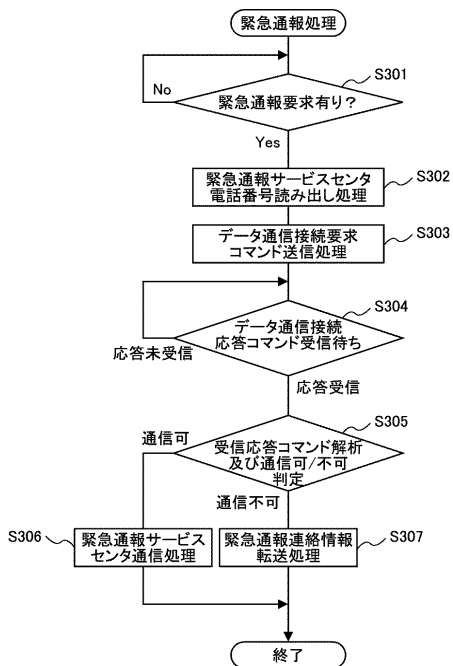 緊急通報処理
S301
No
緊急通報要求有り？
Yes
緊急通報サービスセンタ
電話番号読み出し処理
S302
データ通信接続要求
コマンド送信処理
S303
S304
データ通信接続
応答コマンド受信待ち
応答未受信
応答受信
S305
通信可
受信応答コマンド解析
及び通信可/不可
判定
通信不可
S306
緊急通報サービス
センタ通信処理
緊急通報連絡情報
転送処理
S307
終了